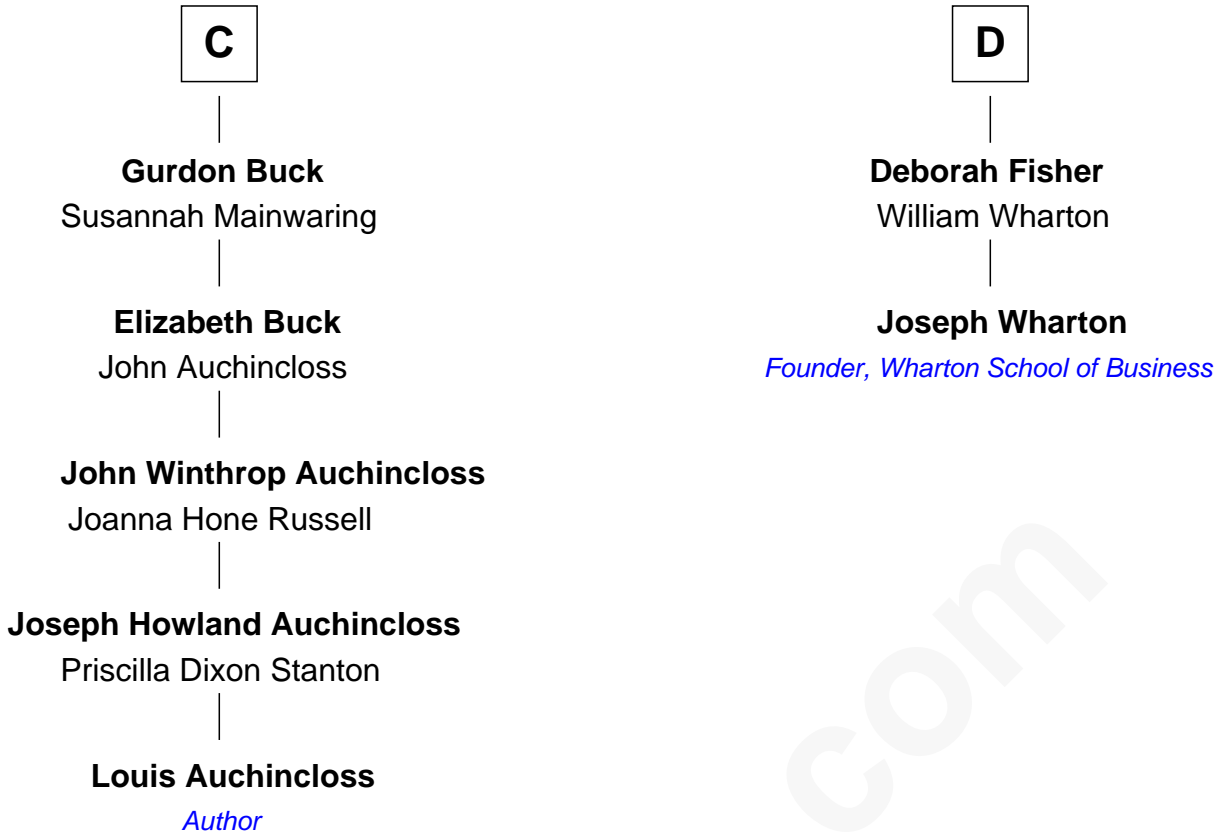 C
Gurdon Buck
Susannah Mainwaring
Elizabeth Buck
John Auchincloss
John Winthrop Auchincloss
Joanna Hone Russell
Joseph Howland Auchincloss
Priscilla Dixon Stanton
Louis Auchincloss
Author
D
Deborah Fisher
William Wharton
Joseph Wharton
Founder, Wharton School of Business
com